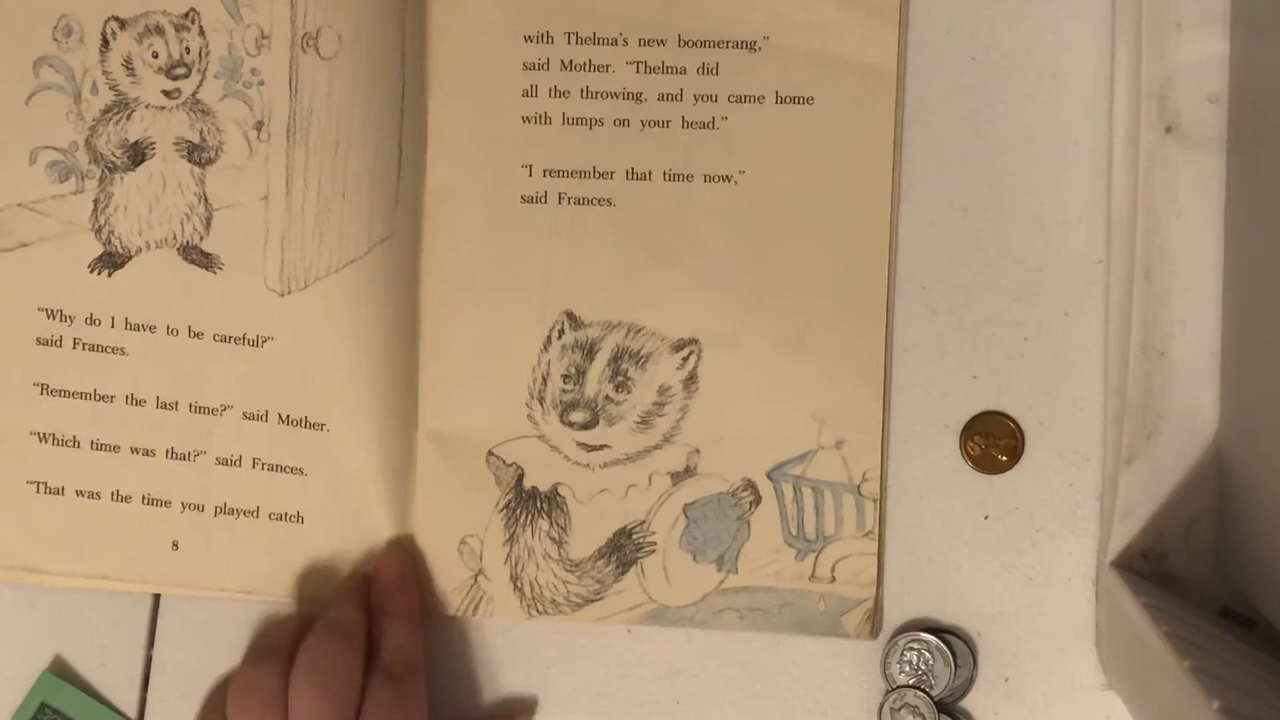 “Why do I have to be careful?”
said Frances.
“Remember the last time?” said Mother.
“Which time was that?” said Frances.
“That was the time you played catch
8
with Thelma’s new boomerang,”
said Mother. “Thelma did
all the throwing, and you came home
with lumps on your head.”
“I remember that time now,”
said Frances.